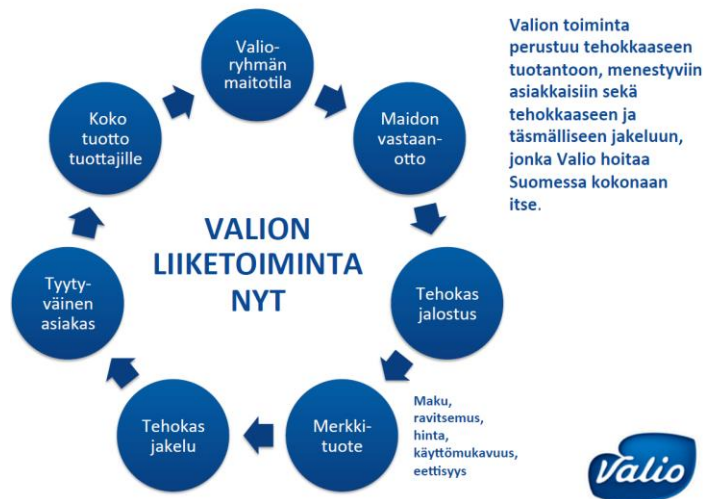 Valio-
ryhmän
maitotila
Maidon
vastaan-
otto
Tehokas
jalostus
Merkki-
tuote
Maku,
ravitsemus,
hinta,
käyttömukavuus,
eettisyys
Tehokas
jakelu
Tyyty-
väinen
asiakas
Koko
tuotto
tuottajille
VALION
LIIKETOIMINTA
NYT
Valion toiminta
perustuu tehokkaaseen
tuotantoon, menestyviin
asiakkaisiin sekä
tehokkaaseen ja
täsmälliseen jakeluun,
jonka Valio hoitaa
Suomessa kokonaan
itse.
Valio